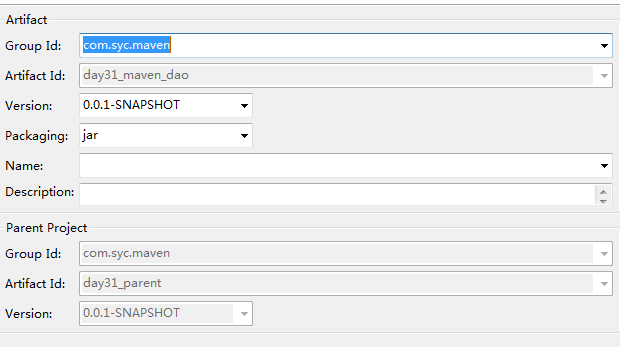 Artifact
Group Id: com.syc.maven
Artifact Id: day31_maven_dao
Version: 0.0.1-SNAPSHOT
Packaging: jar
Name:
Description:
Parent Project
Group Id: com.syc.maven
Artifact Id: day31_parent
Version: 0.0.1-SNAPSHOT